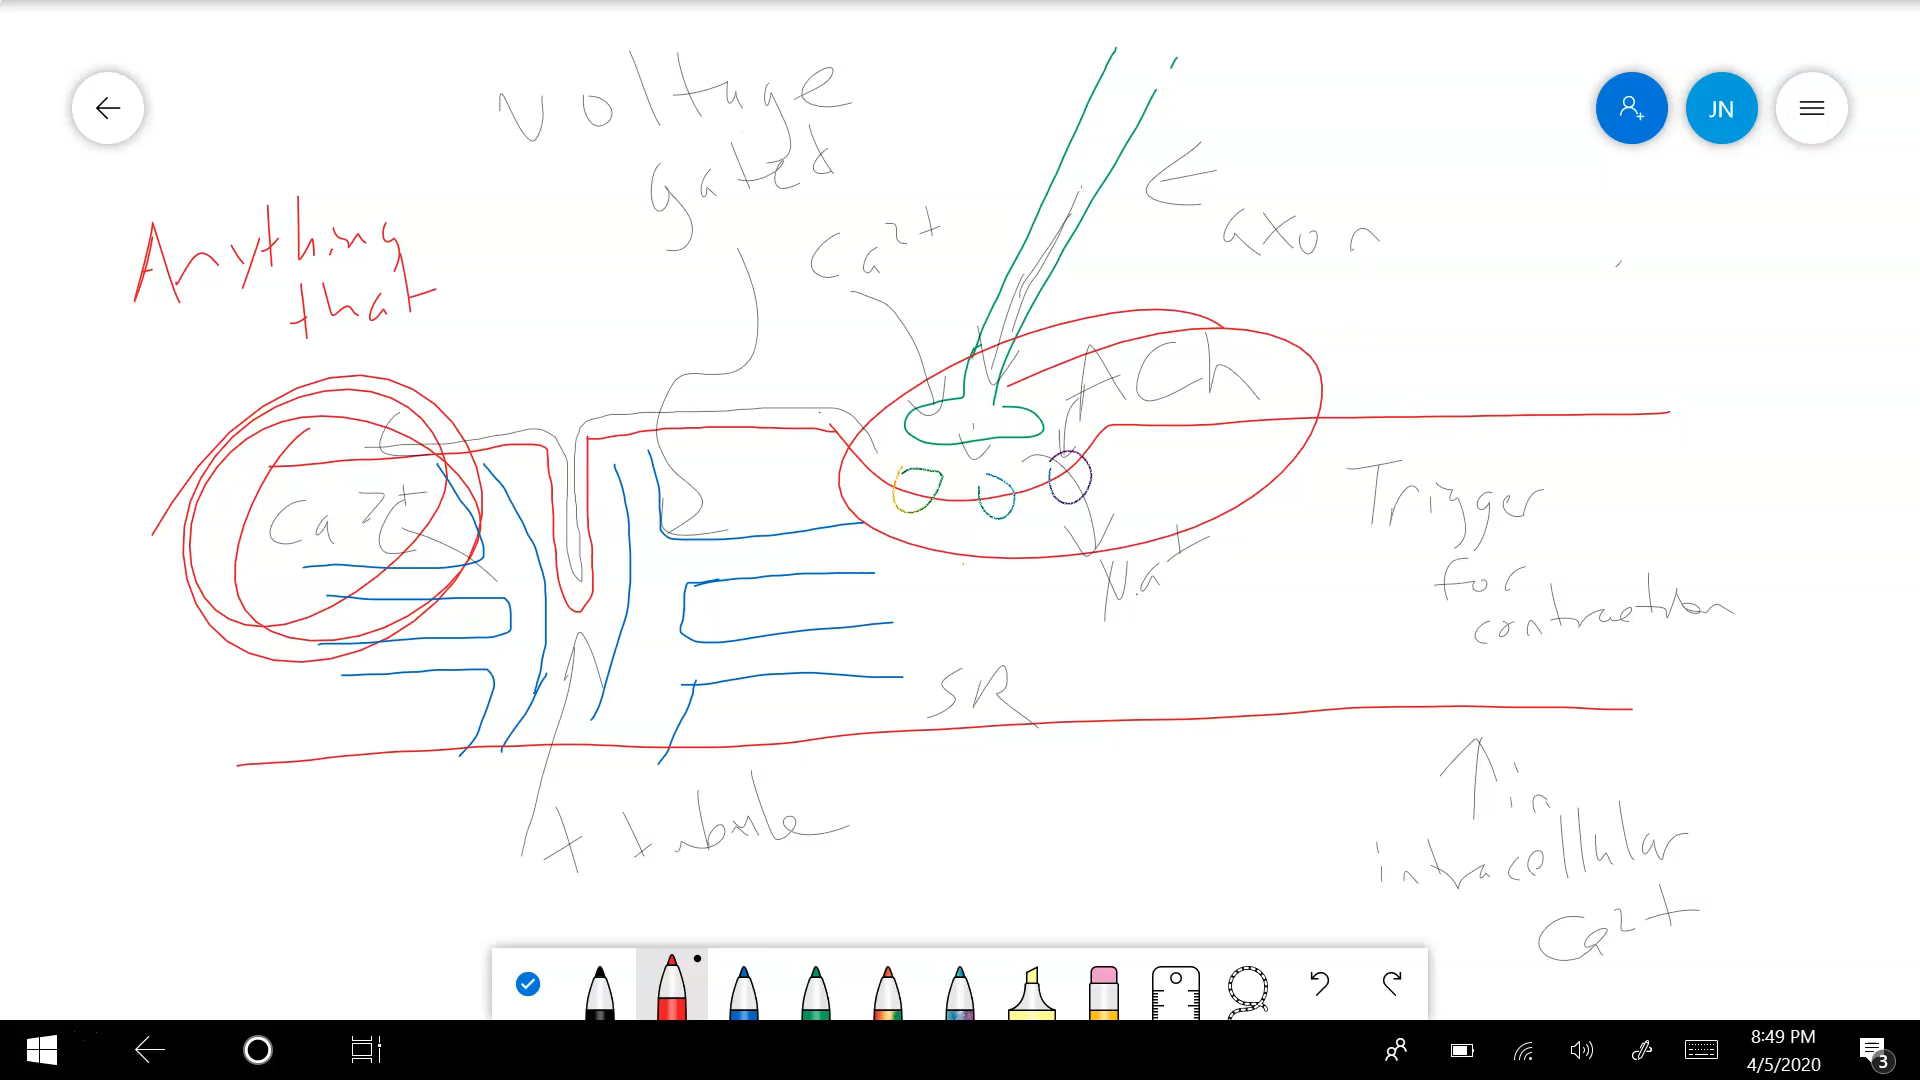 voltage
gated
Anything
that
Ca2+
axon
ACh
Ca2+
Na+
Trigger
for
contraction
SR
t tubule
↑ in
intracellular
Ca2+
JN
8:49 PM
4/5/2020
3